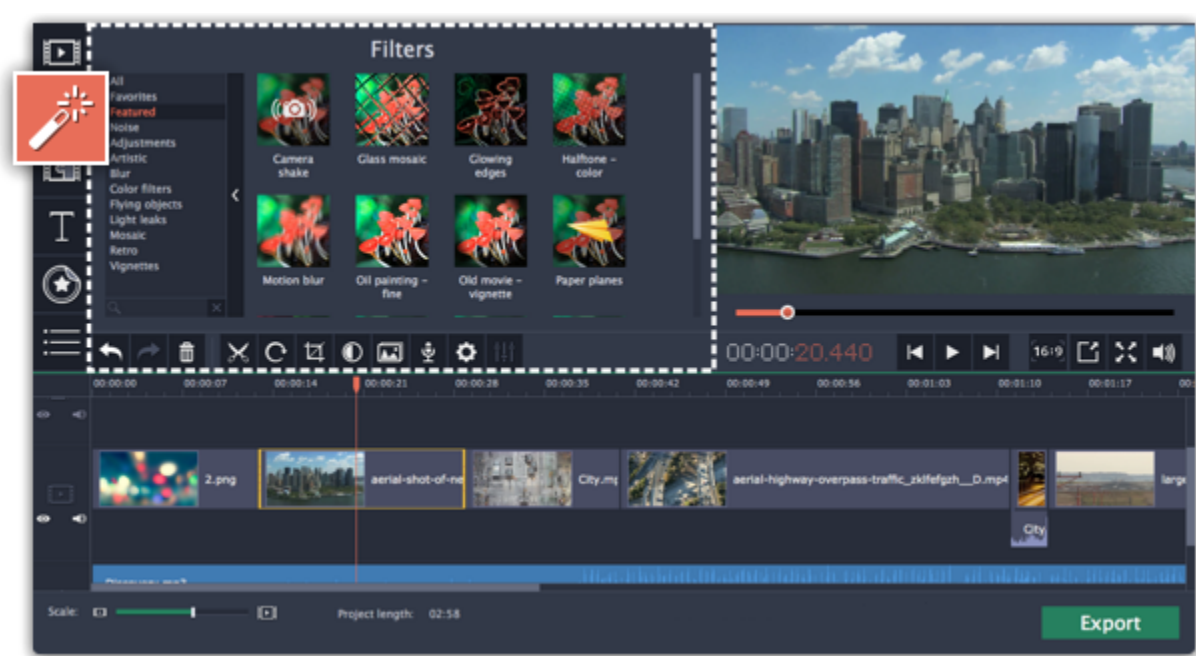 Filters
All
Favorites
Featured
Noise
Adjustments
Artistic
Blur
Color filters
Flying objects
Light leaks
Mosaic
Retro
Vignettes
Camera
shake
Glass mosaic
Glowing
edges
Halftone –
color
Motion blur
Oil painting –
fine
Old movie –
vignette
Paper planes
T
00:00:20.440
16:9
00:00:00 00:00:07 00:00:14 00:00:21 00:00:28 00:00:35 00:00:42 00:00:49 00:00:56 00:01:03 00:01:10 00:01:17 00:
2.png
aerial-shot-of-ne
City.mp
aerial-highway-overpass-traffic_zklfefgzh__D.mp4
large
City
Discovery.mp3
Scale:
Project length: 02:58
Export